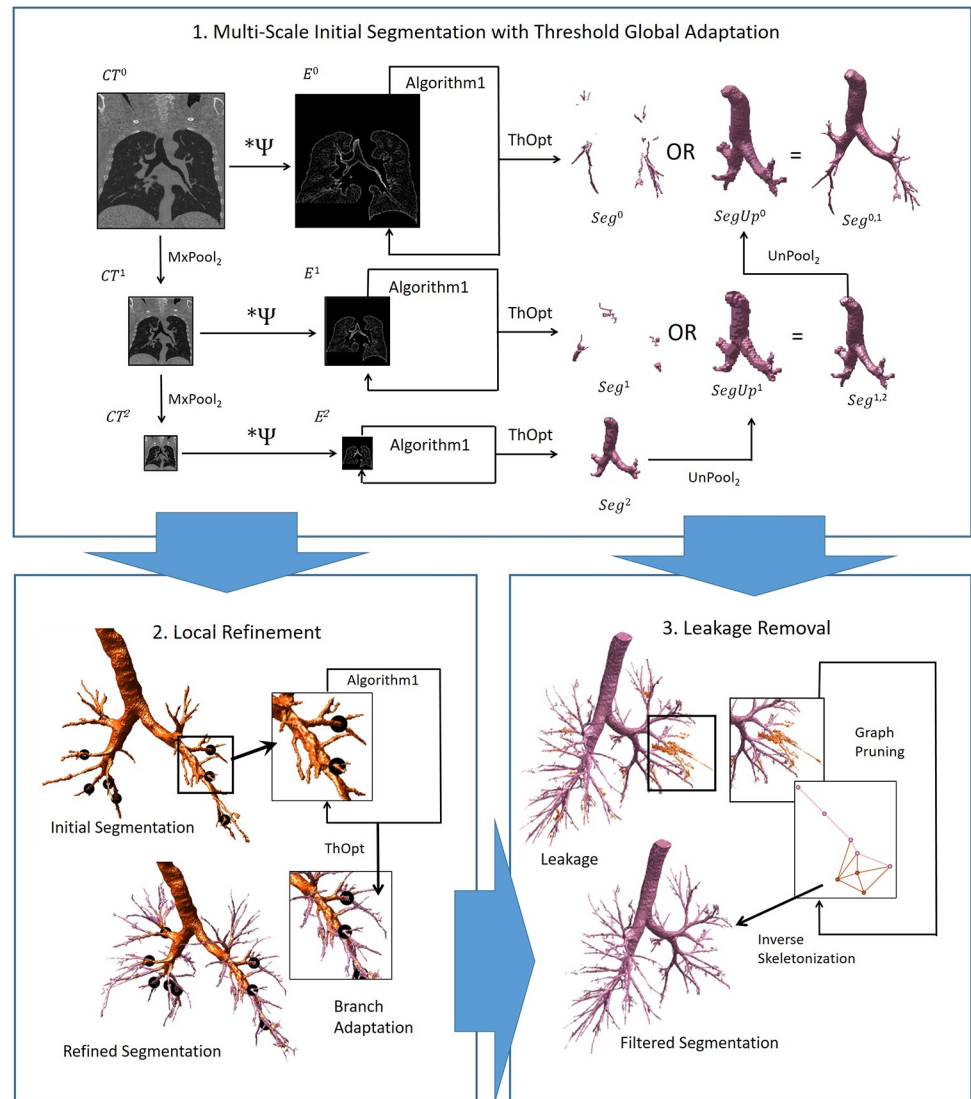 1. Multi-Scale Initial Segmentation with Threshold Global Adaptation
CT⁰
E⁰
Algorithm1
*Ψ
ThOpt
OR
=
Seg⁰
SegUp⁰
Seg⁰,¹
MxPool₂
UnPool₂
CT¹
E¹
Algorithm1
*Ψ
ThOpt
OR
=
Seg¹
SegUp¹
Seg¹,²
MxPool₂
CT²
E²
*Ψ
Algorithm1
ThOpt
UnPool₂
Seg²
2. Local Refinement
Algorithm1
Initial Segmentation
ThOpt
Branch
Adaptation
Refined Segmentation
3. Leakage Removal
Graph
Pruning
Leakage
Inverse
Skeletonization
Filtered Segmentation